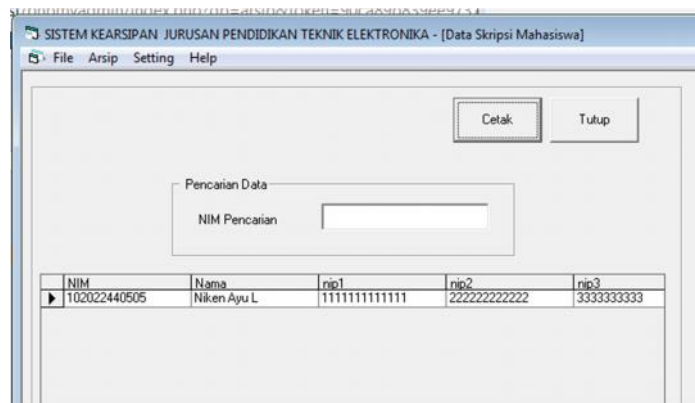 SISTEM KEARSIPAN JURUSAN PENDIDIKAN TEKNIK ELEKTRONIKA - [Data Skripsi Mahasiswa]
File Arsip Setting Help
Cetak Tutup
Pencarian Data
NIM Pencarian
NIM Nama nip1 nip2 nip3
102022440505 Niken Ayu L 1111111111111 222222222222 3333333333